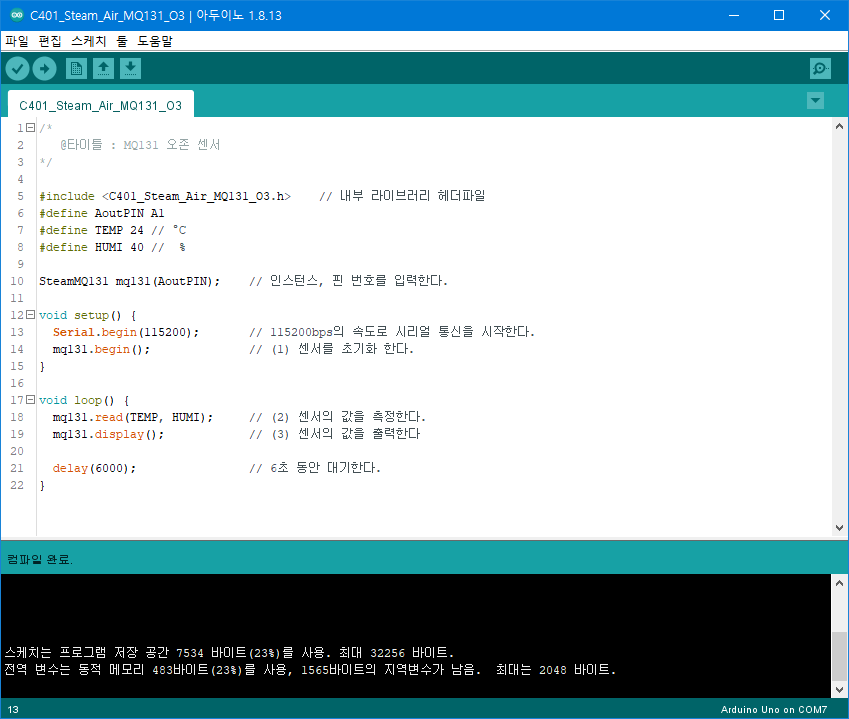 C401_Steam_Air_MQ131_O3 | 아두이노 1.8.13
파일 편집 스케치 툴 도움말
C401_Steam_Air_MQ131_O3
1 /*
2 @타이틀 : MQ131 오존 센서
3 */
4
5 #include <C401_Steam_Air_MQ131_O3.h> // 내부 라이브러리 헤더파일
6 #define AoutPIN A1
7 #define TEMP 24 // °C
8 #define HUMI 40 // %
9
10 SteamMQ131 mq131(AoutPIN); // 인스턴스, 핀 번호를 입력한다.
11
12 void setup() {
13 Serial.begin(115200); // 115200bps의 속도로 시리얼 통신을 시작한다.
14 mq131.begin(); // (1) 센서를 초기화 한다.
15 }
16
17 void loop() {
18 mq131.read(TEMP, HUMI); // (2) 센서의 값을 측정한다.
19 mq131.display(); // (3) 센서의 값을 출력한다
20
21 delay(6000); // 6초 동안 대기한다.
22 }
컴파일 완료.
스케치는 프로그램 저장 공간 7534 바이트(23%)를 사용. 최대 32256 바이트.
전역 변수는 동적 메모리 483바이트(23%)를 사용, 1565바이트의 지역변수가 남음. 최대는 2048 바이트.
13 Arduino Uno on COM7